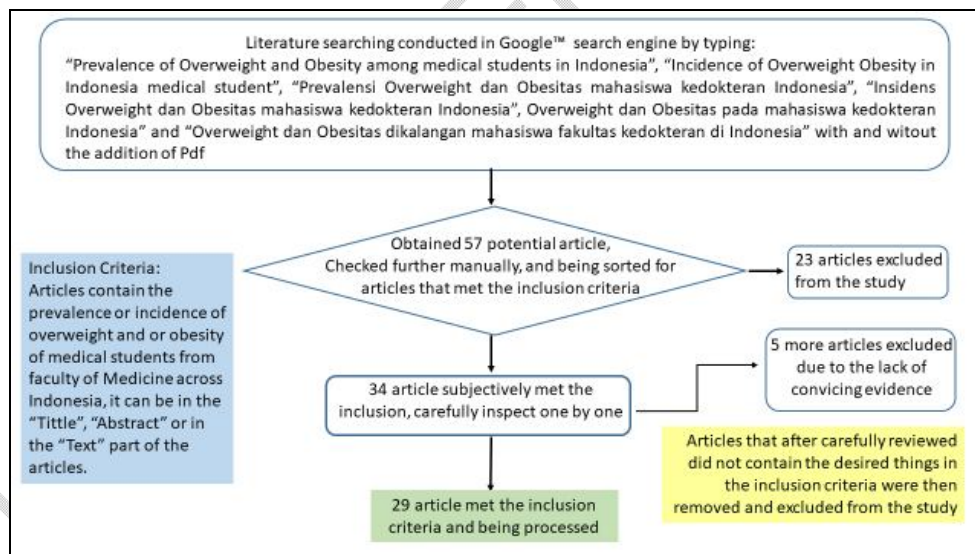 Literature searching conducted in Google™ search engine by typing:
“Prevalence of Overweight and Obesity among medical students in Indonesia”, “Incidence of Overweight Obesity in
Indonesia medical student”, “Prevalensi Overweight dan Obesitas mahasiswa kedokteran Indonesia”, “Insidens
Overweight dan Obesitas mahasiswa kedokteran Indonesia”, Overweight dan Obesitas pada mahasiswa kedokteran
Indonesia” and “Overweight dan Obesitas dikalangan mahasiswa fakultas kedokteran di Indonesia” with and witout
the addition of Pdf
Obtained 57 potential article,
Checked further manually, and being sorted for
articles that met the inclusion criteria
23 articles excluded
from the study
Inclusion Criteria:
Articles contain the
prevalence or incidence of
overweight and or obesity
of medical students from
faculty of Medicine across
Indonesia, it can be in the
“Tittle”, “Abstract” or in
the “Text” part of the
articles.
34 article subjectively met the
inclusion, carefully inspect one by one
5 more articles excluded
due to the lack of
convicing evidence
Articles that after carefully reviewed
did not contain the desired things in
the inclusion criteria were then
removed and excluded from the study
29 article met the inclusion
criteria and being processed